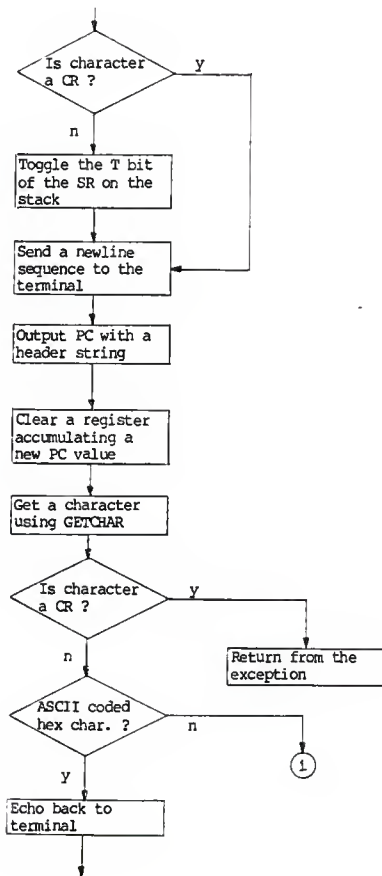 Is character
a CR ?
y
n
Toggle the T bit
of the SR on the
stack
Send a newline
sequence to the
terminal
Output PC with a
header string
Clear a register
accumulating a
new PC value
Get a character
using GETCHAR
Is character
a CR ?
y
n
Return from the
exception
ASCII coded
hex char. ?
n
y
1
Echo back to
terminal